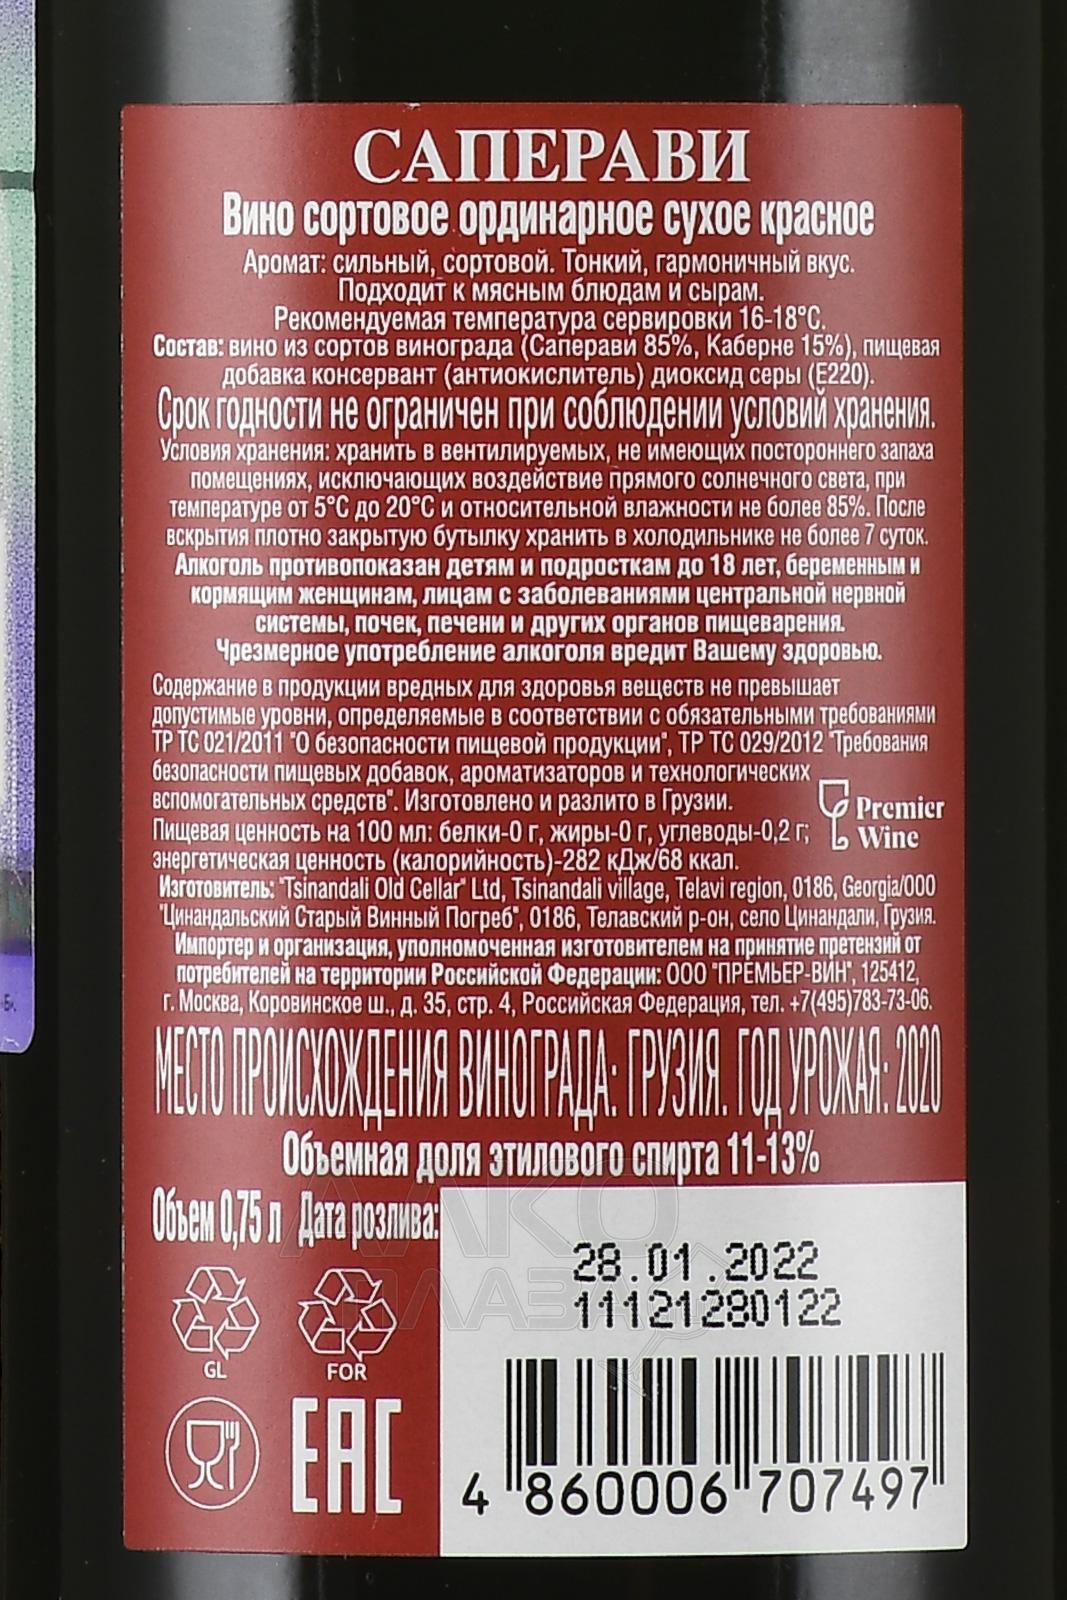 САПЕРАВИ
Вино сортовое ординарное сухое красное
Аромат: сильный, сортовой. Тонкий, гармоничный вкус.
Подходит к мясным блюдам и сырам.
Рекомендуемая температура сервировки 16-18°С.
Состав: вино из сортов винограда (Саперави 85%, Каберне 15%), пищевая
добавка консервант (антиокислитель) диоксид серы (Е220).
Срок годности не ограничен при соблюдении условий хранения.
Условия хранения: хранить в вентилируемых, не имеющих постороннего запаха
помещениях, исключающих воздействие прямого солнечного света, при
температуре от 5°С до 20°С и относительной влажности не более 85%. После
вскрытия плотно закрытую бутылку хранить в холодильнике не более 7 суток.
Алкоголь противопоказан детям и подросткам до 18 лет, беременным и
кормящим женщинам, лицам с заболеваниями центральной нервной
системы, почек, печени и других органов пищеварения.
Чрезмерное употребление алкоголя вредит Вашему здоровью.
Содержание в продукции вредных для здоровья веществ не превышает
допустимые уровни, определяемые в соответствии с обязательными требованиями
ТР ТС 021/2011 "О безопасности пищевой продукции", ТР ТС 029/2012 "Требования
безопасности пищевых добавок, ароматизаторов и технологических
вспомогательных средств". Изготовлено и разлито в Грузии.
Premier
Wine
Пищевая ценность на 100 мл: белки-0 г, жиры-0 г, углеводы-0,2 г;
энергетическая ценность (калорийность)-282 кДж/68 ккал.
Изготовитель: "Tsinandali Old Cellar" Ltd, Tsinandali village, Telavi region, 0186, Georgia/ООО
"Цинандальский Старый Винный Погреб", 0186, Телавский р-он, село Цинандали, Грузия.
Импортер и организация, уполномоченная изготовителем на принятие претензий от
потребителей на территории Российской Федерации: ООО "ПРЕМЬЕР-ВИН", 125412,
г. Москва, Коровинское ш., д. 35, стр. 4, Российская Федерация, тел. +7(495)783-73-06.
МЕСТО ПРОИСХОЖДЕНИЯ ВИНОГРАДА: ГРУЗИЯ. ГОД УРОЖАЯ: 2020
Объемная доля этилового спирта 11-13%
Объем 0,75 л Дата розлива:
28.01.2022
11121280122
GL FOR
EAC
4 860006 707497
АЛКО
ПЛАЗА